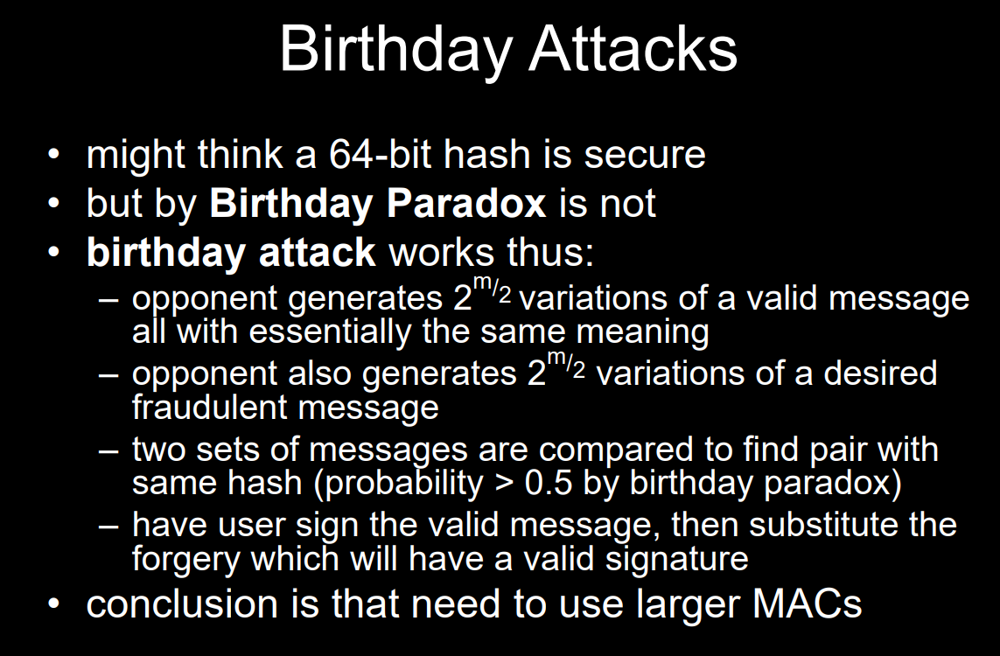 Birthday Attacks
• might think a 64-bit hash is secure
• but by Birthday Paradox is not
• birthday attack works thus:
– opponent generates 2^m/2 variations of a valid message
all with essentially the same meaning
– opponent also generates 2^m/2 variations of a desired
fraudulent message
– two sets of messages are compared to find pair with
same hash (probability > 0.5 by birthday paradox)
– have user sign the valid message, then substitute the
forgery which will have a valid signature
• conclusion is that need to use larger MACs